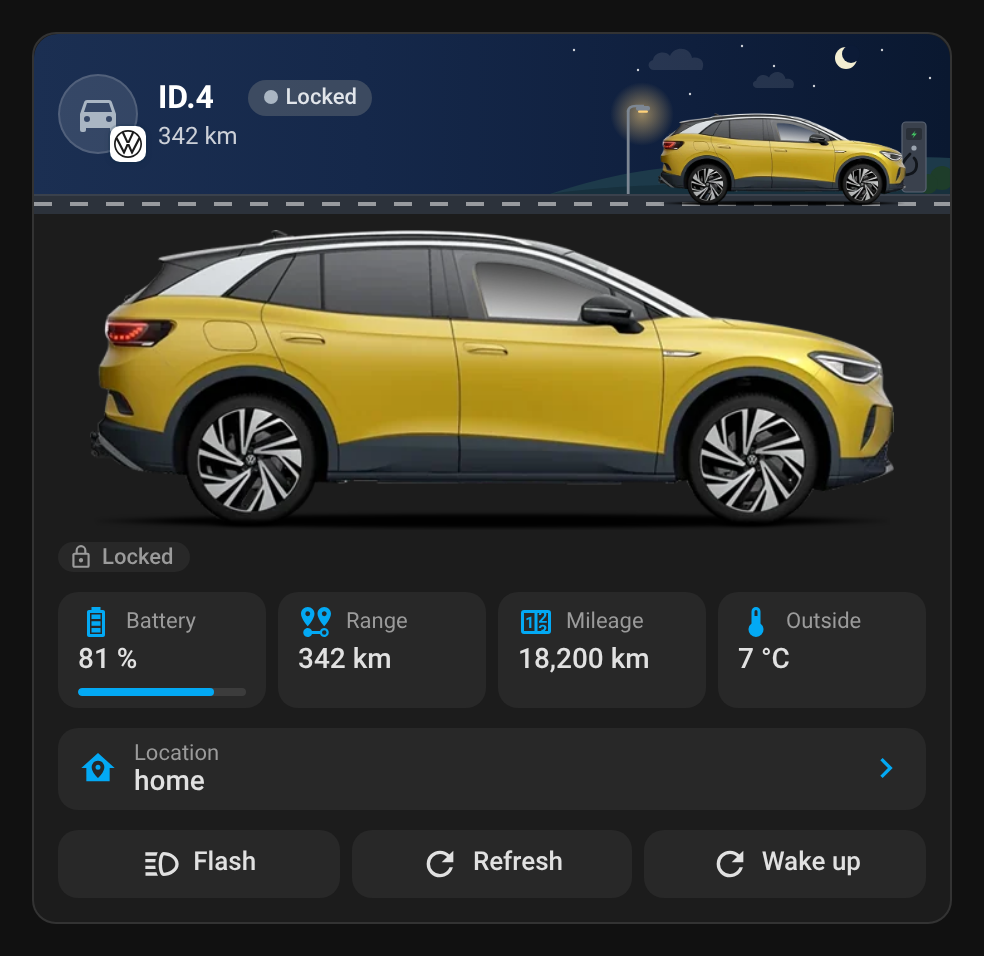 ID.4
Locked
342 km
Locked
Battery
81 %
Range
342 km
Mileage
18,200 km
Outside
7 °C
Location
home
Flash
Refresh
Wake up